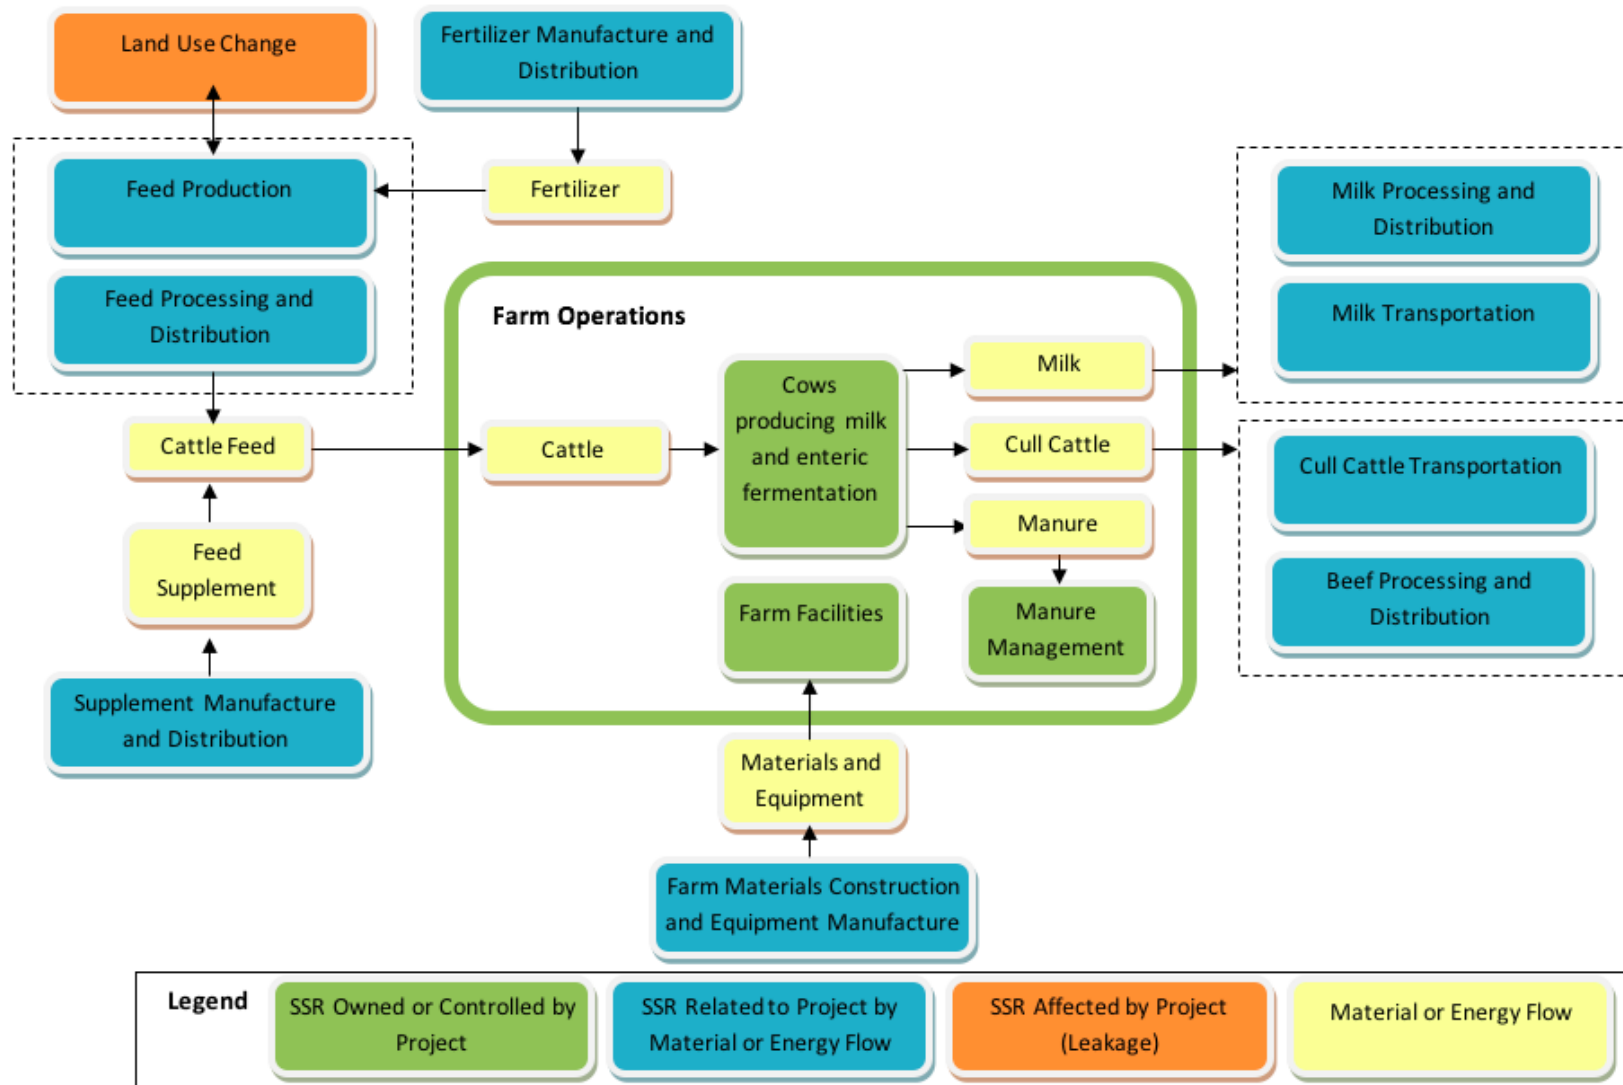 Land Use Change
Fertilizer Manufacture and
Distribution
Feed Production
Fertilizer
Milk Processing and
Distribution
Feed Processing and
Distribution
Farm Operations
Milk Transportation
Cows
producing milk
and enteric
fermentation
Milk
Cattle Feed
Cattle
Cull Cattle
Cull Cattle Transportation
Manure
Feed
Supplement
Farm Facilities
Manure
Management
Beef Processing and
Distribution
Supplement Manufacture
and Distribution
Materials and
Equipment
Farm Materials Construction
and Equipment Manufacture
Legend
SSR Owned or Controlled by
Project
SSR Related to Project by
Material or Energy Flow
SSR Affected by Project
(Leakage)
Material or Energy Flow